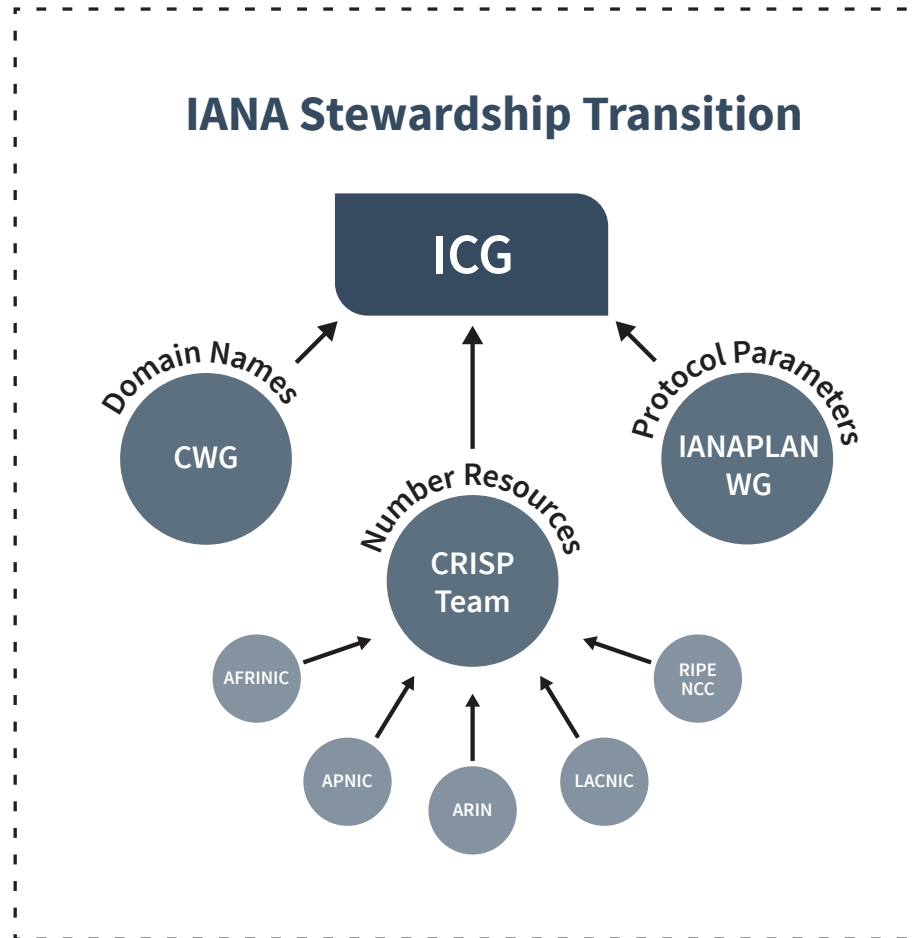 IANA Stewardship Transition
ICG
Domain Names
CWG
Protocol Parameters
IANAPLAN
WG
Number Resources
CRISP
Team
AFRINIC
RIPE
NCC
APNIC
LACNIC
ARIN